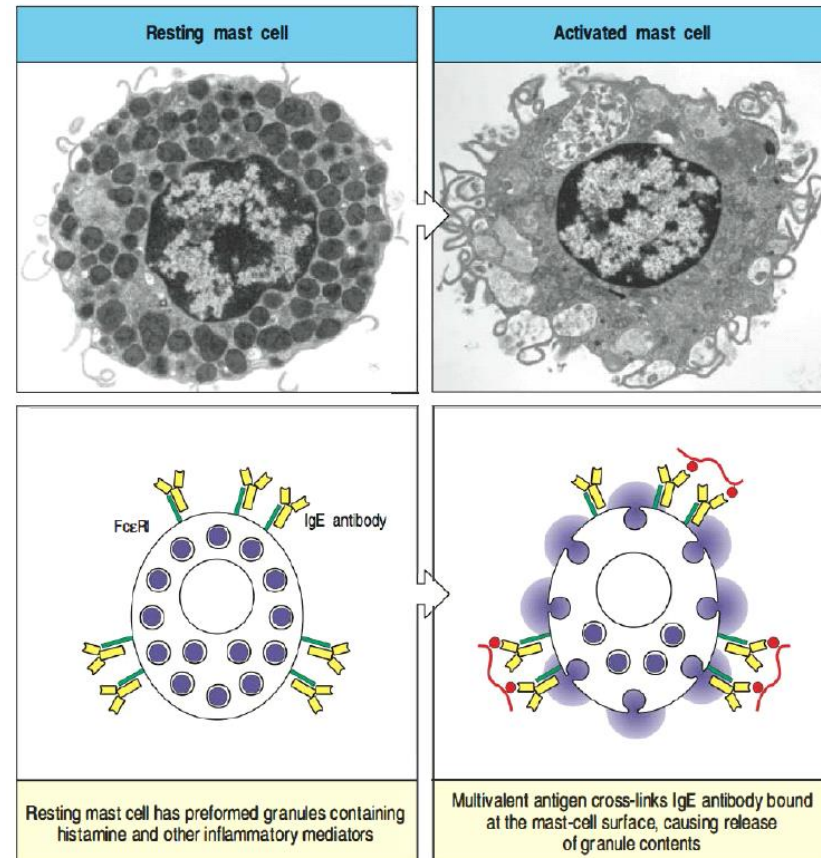 Resting mast cell
Activated mast cell
FcεRI
IgE antibody
Resting mast cell has preformed granules containing
histamine and other inflammatory mediators
Multivalent antigen cross-links IgE antibody bound
at the mast-cell surface, causing release
of granule contents